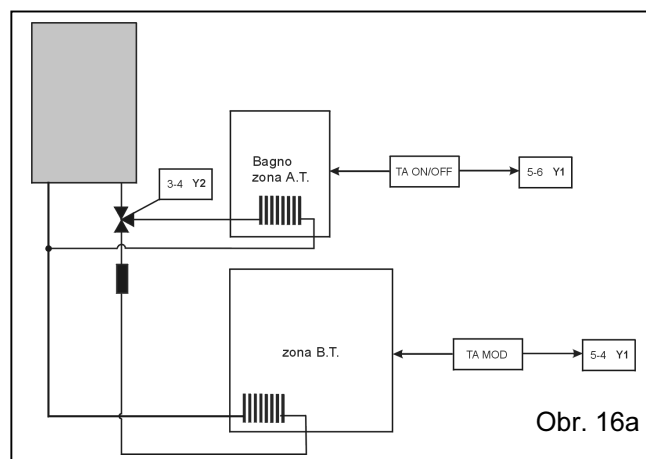 Bagno
zona A.T.
TA ON/OFF
5-6 Y1
3-4 Y2
zona B.T.
TA MOD
5-4 Y1
Obr. 16a